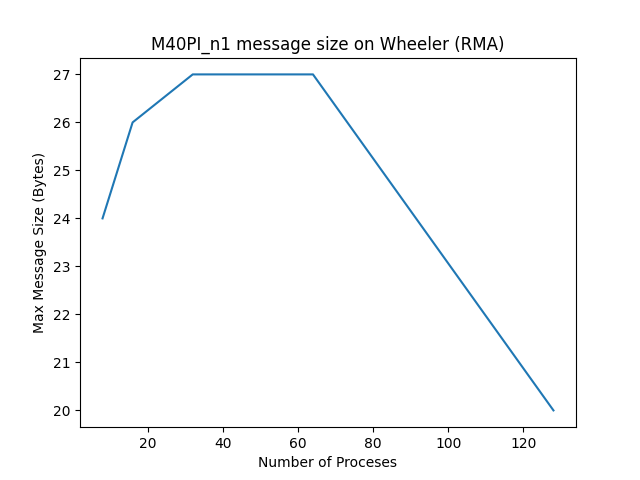 M40PI_n1 message size on Wheeler (RMA)
Max Message Size (Bytes)
27
26
25
24
23
22
21
20
20 40 60 80 100 120
Number of Proceses